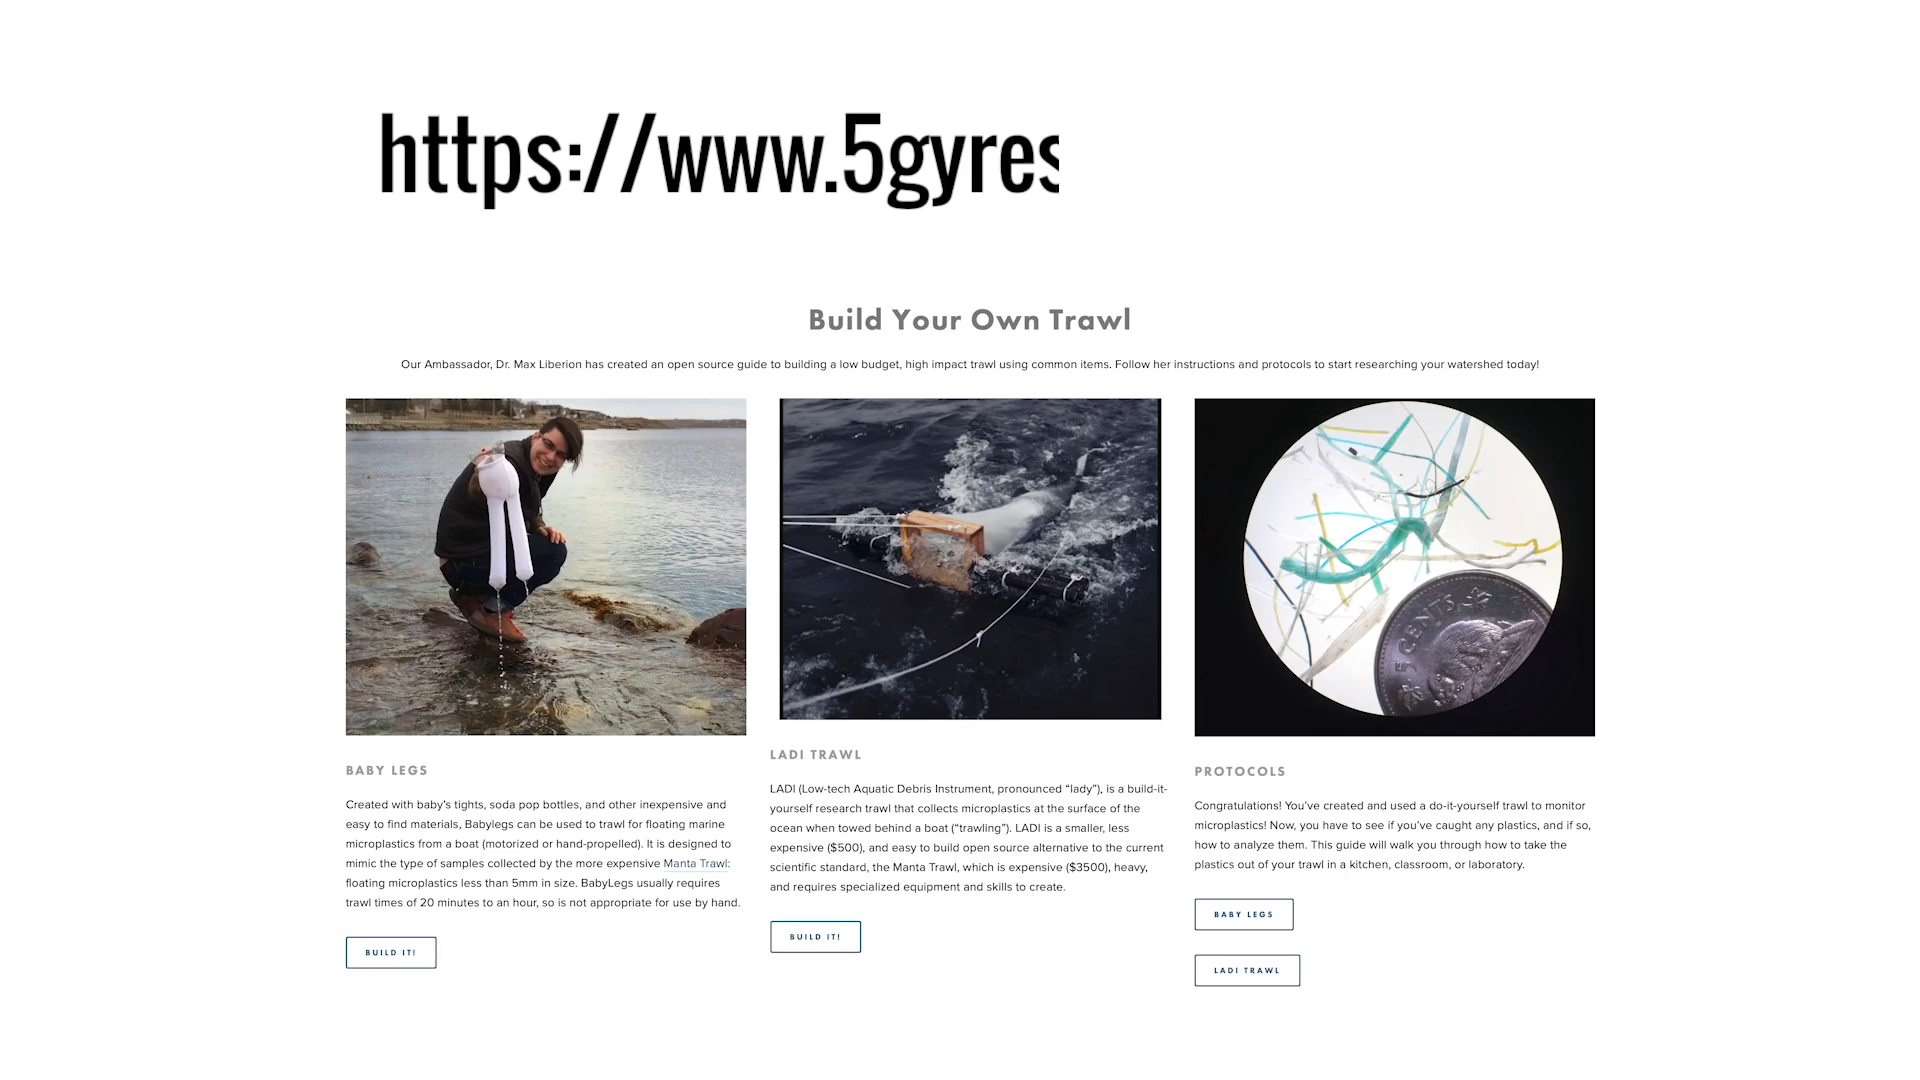 https://www.5gyres
Build Your Own Trawl
Our Ambassador, Dr. Max Liberion has created an open source guide to building a low budget, high impact trawl using common items. Follow her instructions and protocols to start researching your watershed today!
5 CENTS
BABY LEGS
Created with baby’s tights, soda pop bottles, and other inexpensive and
easy to find materials, Babylegs can be used to trawl for floating marine
microplastics from a boat (motorized or hand-propelled). It is designed to
mimic the type of samples collected by the more expensive Manta Trawl:
floating microplastics less than 5mm in size. BabyLegs usually requires
trawl times of 20 minutes to an hour, so is not appropriate for use by hand.
BUILD IT!
LADI TRAWL
LADI (Low-tech Aquatic Debris Instrument, pronounced “lady”), is a build-it-
yourself research trawl that collects microplastics at the surface of the
ocean when towed behind a boat (“trawling”). LADI is a smaller, less
expensive ($500), and easy to build open source alternative to the current
scientific standard, the Manta Trawl, which is expensive ($3500), heavy,
and requires specialized equipment and skills to create.
BUILD IT!
PROTOCOLS
Congratulations! You’ve created and used a do-it-yourself trawl to monitor
microplastics! Now, you have to see if you’ve caught any plastics, and if so,
how to analyze them. This guide will walk you through how to take the
plastics out of your trawl in a kitchen, classroom, or laboratory.
BABY LEGS
LADI TRAWL